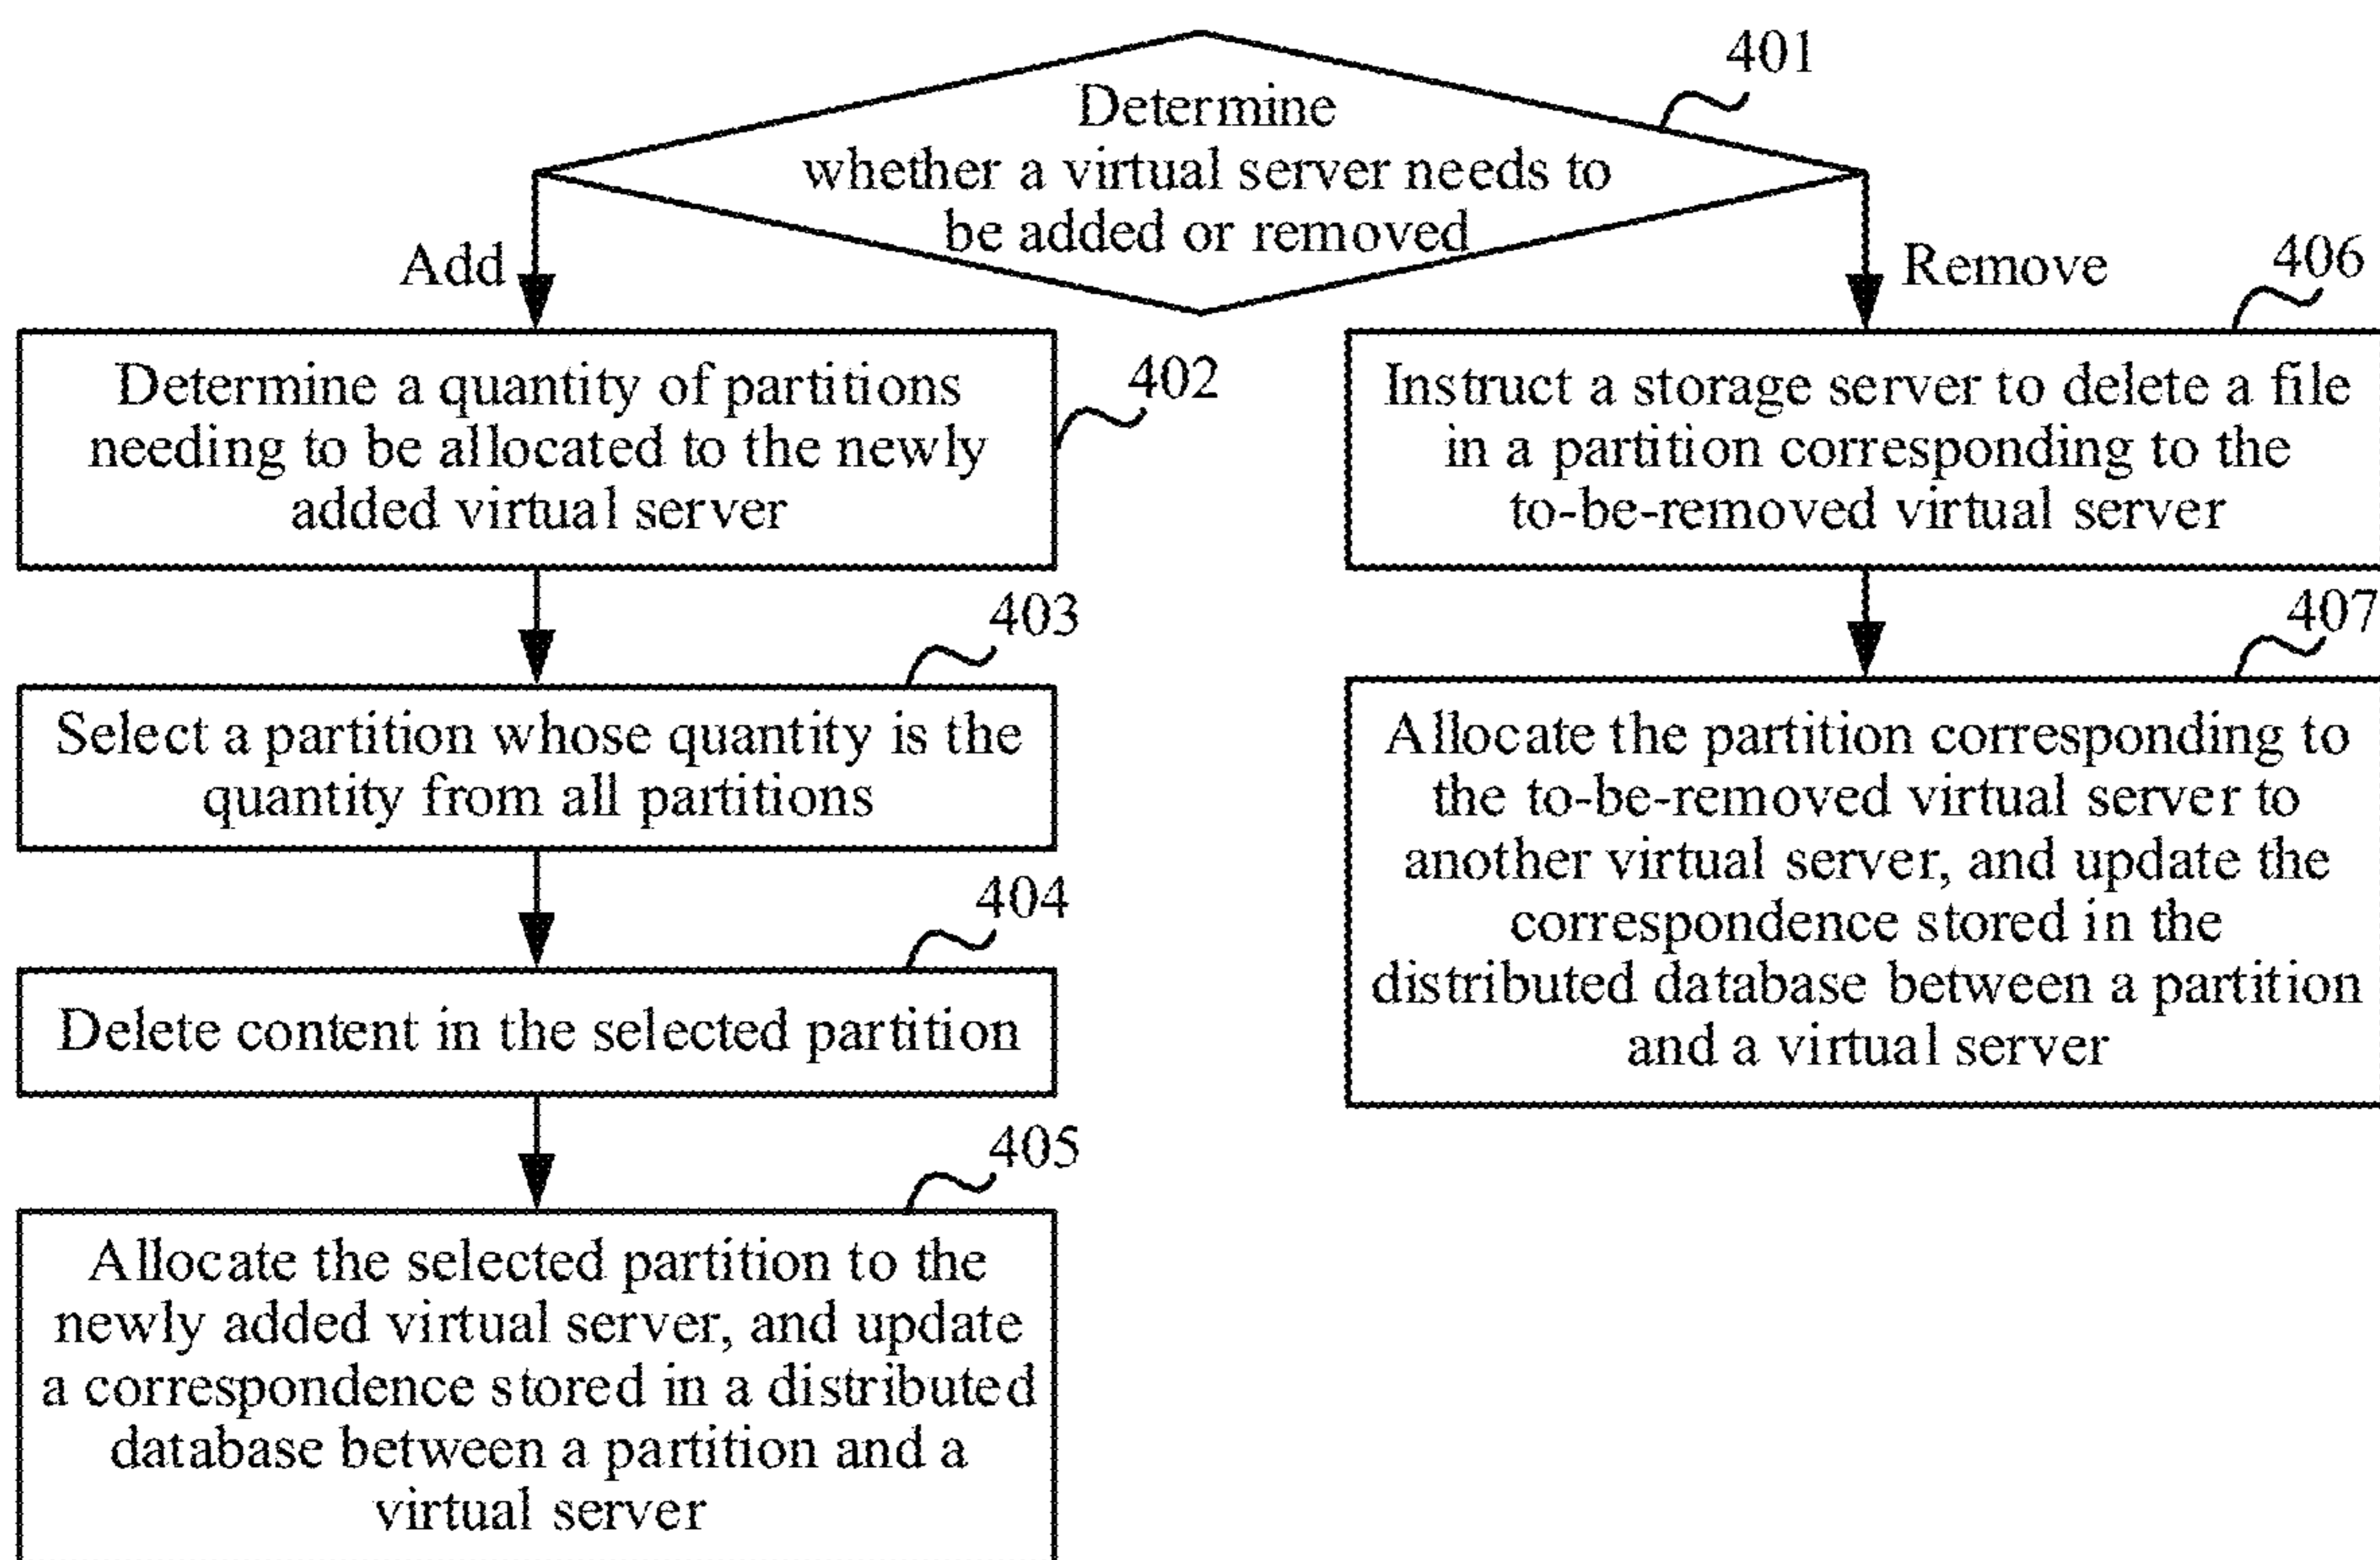 401
Determine
whether a virtual server needs to
be added or removed
Add
Remove
402
Determine a quantity of partitions
needing to be allocated to the newly
added virtual server
403
Select a partition whose quantity is the
quantity from all partitions
404
Delete content in the selected partition
405
Allocate the selected partition to the
newly added virtual server, and update
a correspondence stored in a distributed
database between a partition and a
virtual server
406
Instruct a storage server to delete a file
in a partition corresponding to the
to-be-removed virtual server
407
Allocate the partition corresponding to
the to-be-removed virtual server to
another virtual server, and update the
correspondence stored in the
distributed database between a partition
and a virtual server